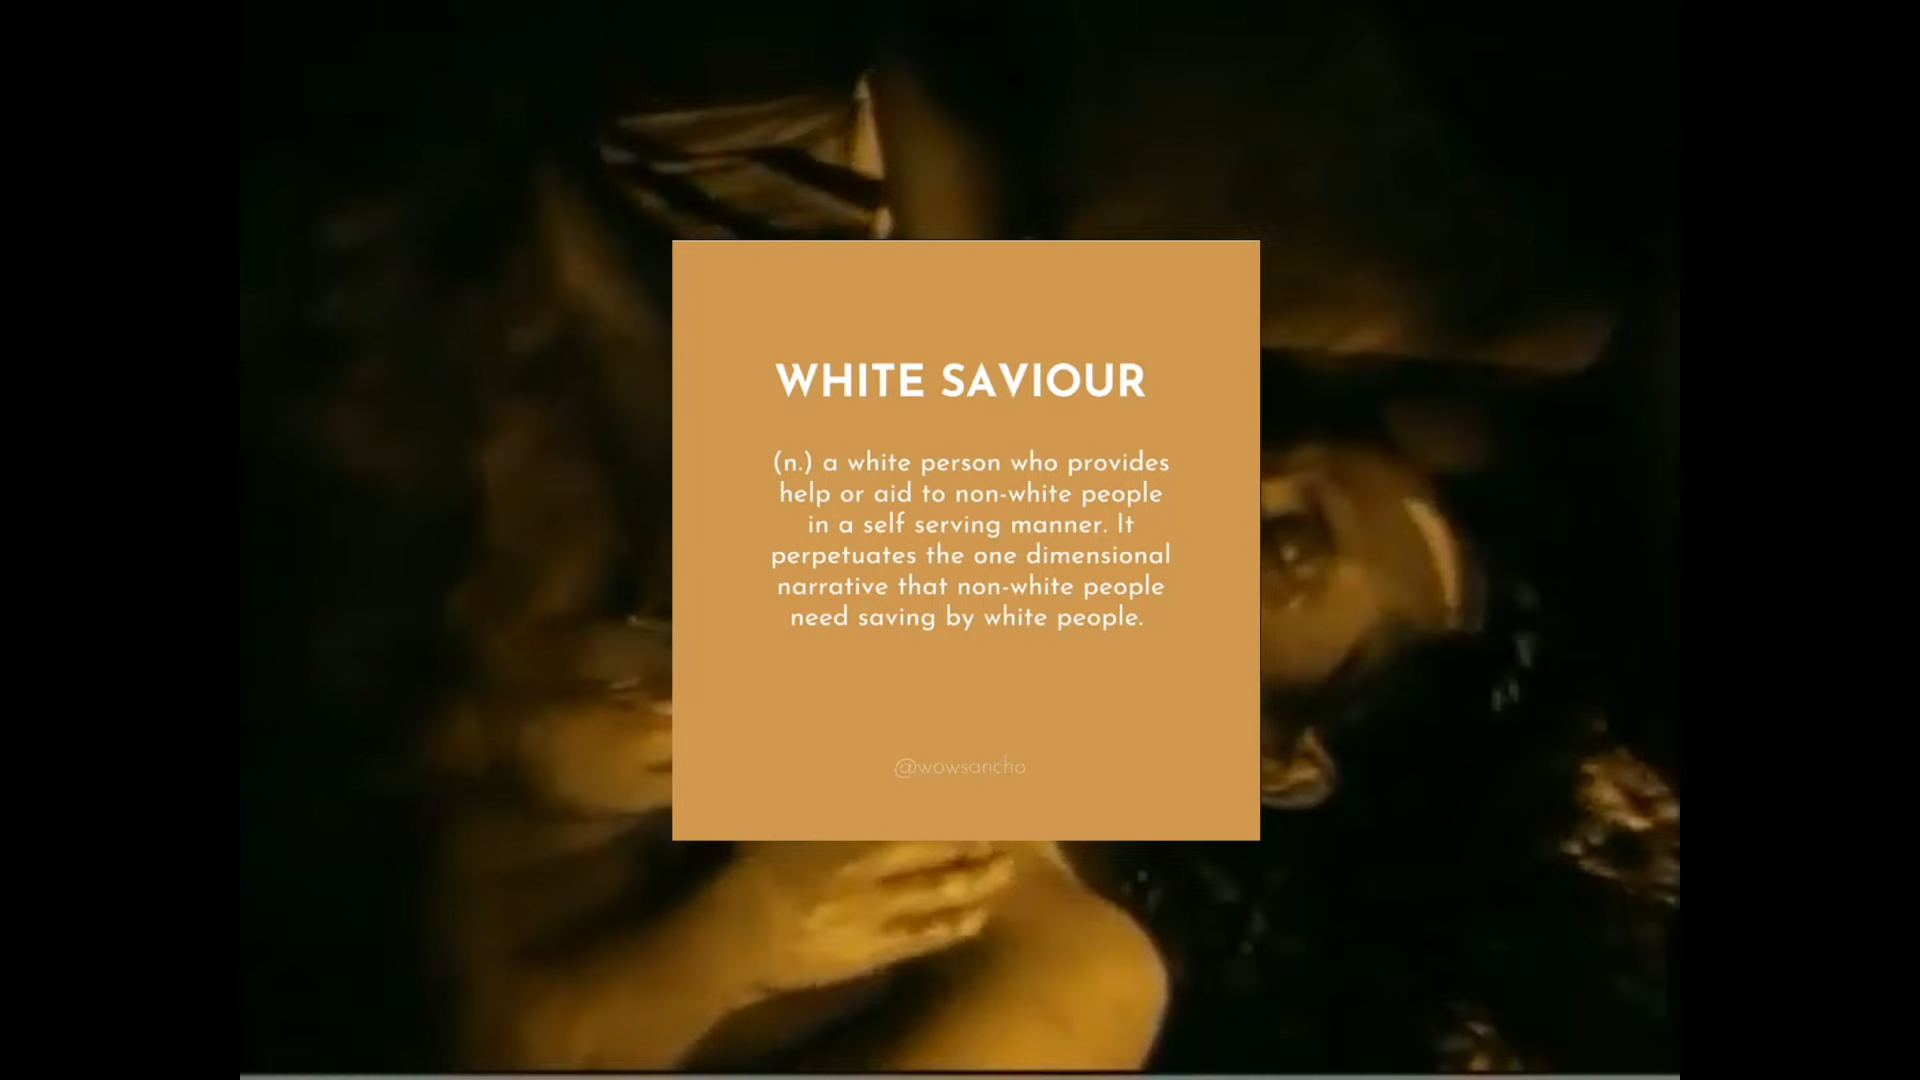 WHITE SAVIOUR
(n.) a white person who provides
help or aid to non-white people
in a self serving manner. It
perpetuates the one dimensional
narrative that non-white people
need saving by white people.
@wowsancho